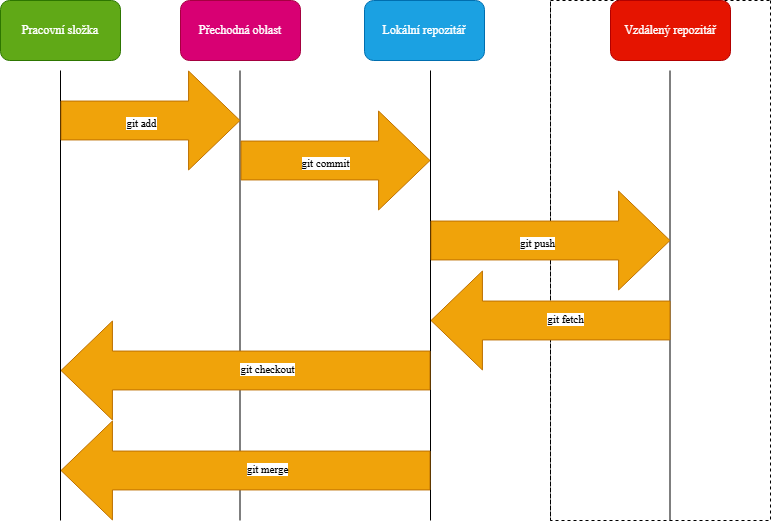 Pracovní složka
Přechodná oblast
Lokální repozitář
Vzdálený repozitář
git add
git commit
git push
git fetch
git checkout
git merge